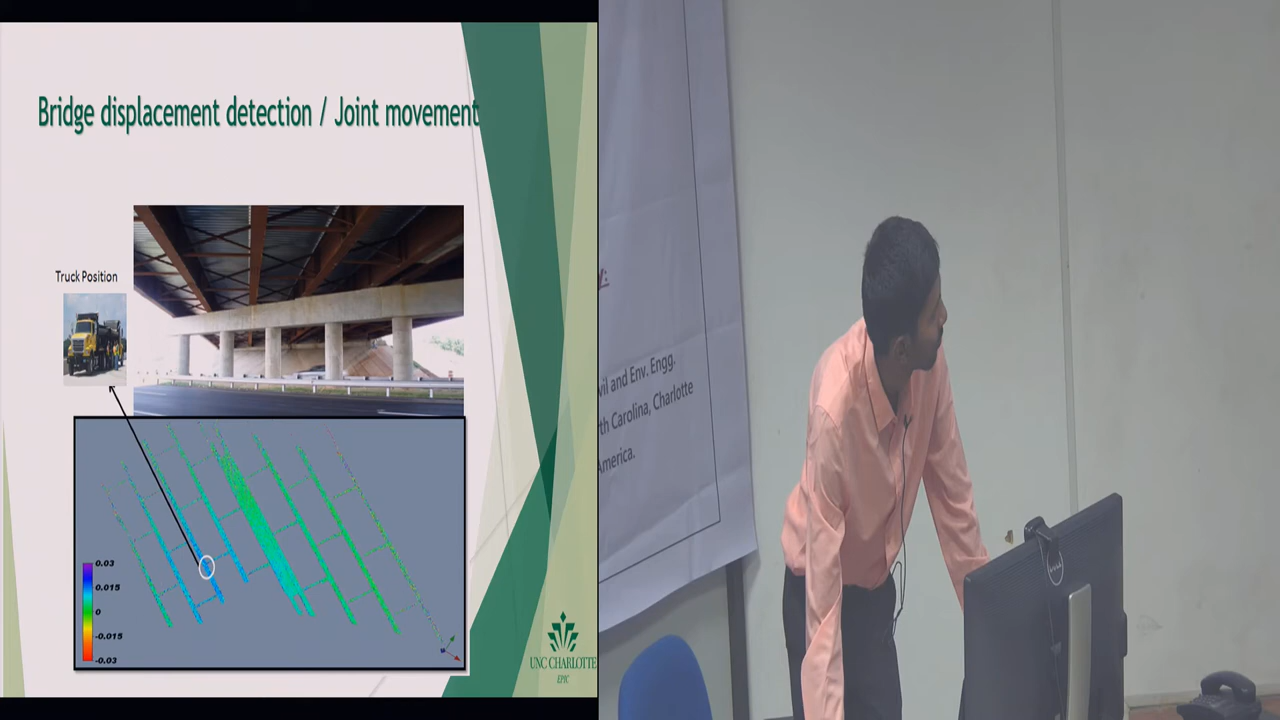 Bridge displacement detection / Joint movement
Truck Position
0.03
0.015
0
-0.015
-0.03
UNC CHARLOTTE
EPIC
vil and Env. Engg.
th Carolina, Charlotte
America.
DELL